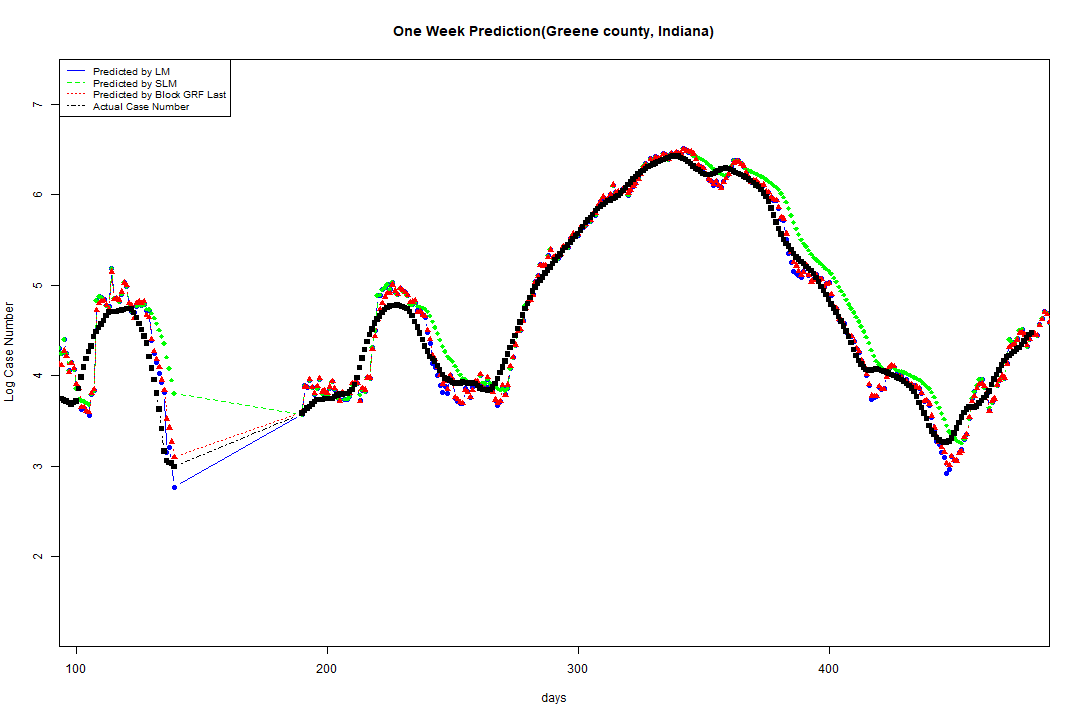 One Week Prediction(Greene county, Indiana)
Predicted by LM
Predicted by SLM
Predicted by Block GRF Last
Actual Case Number
7
6
5
4
3
2
Log Case Number
100 200 300 400
days